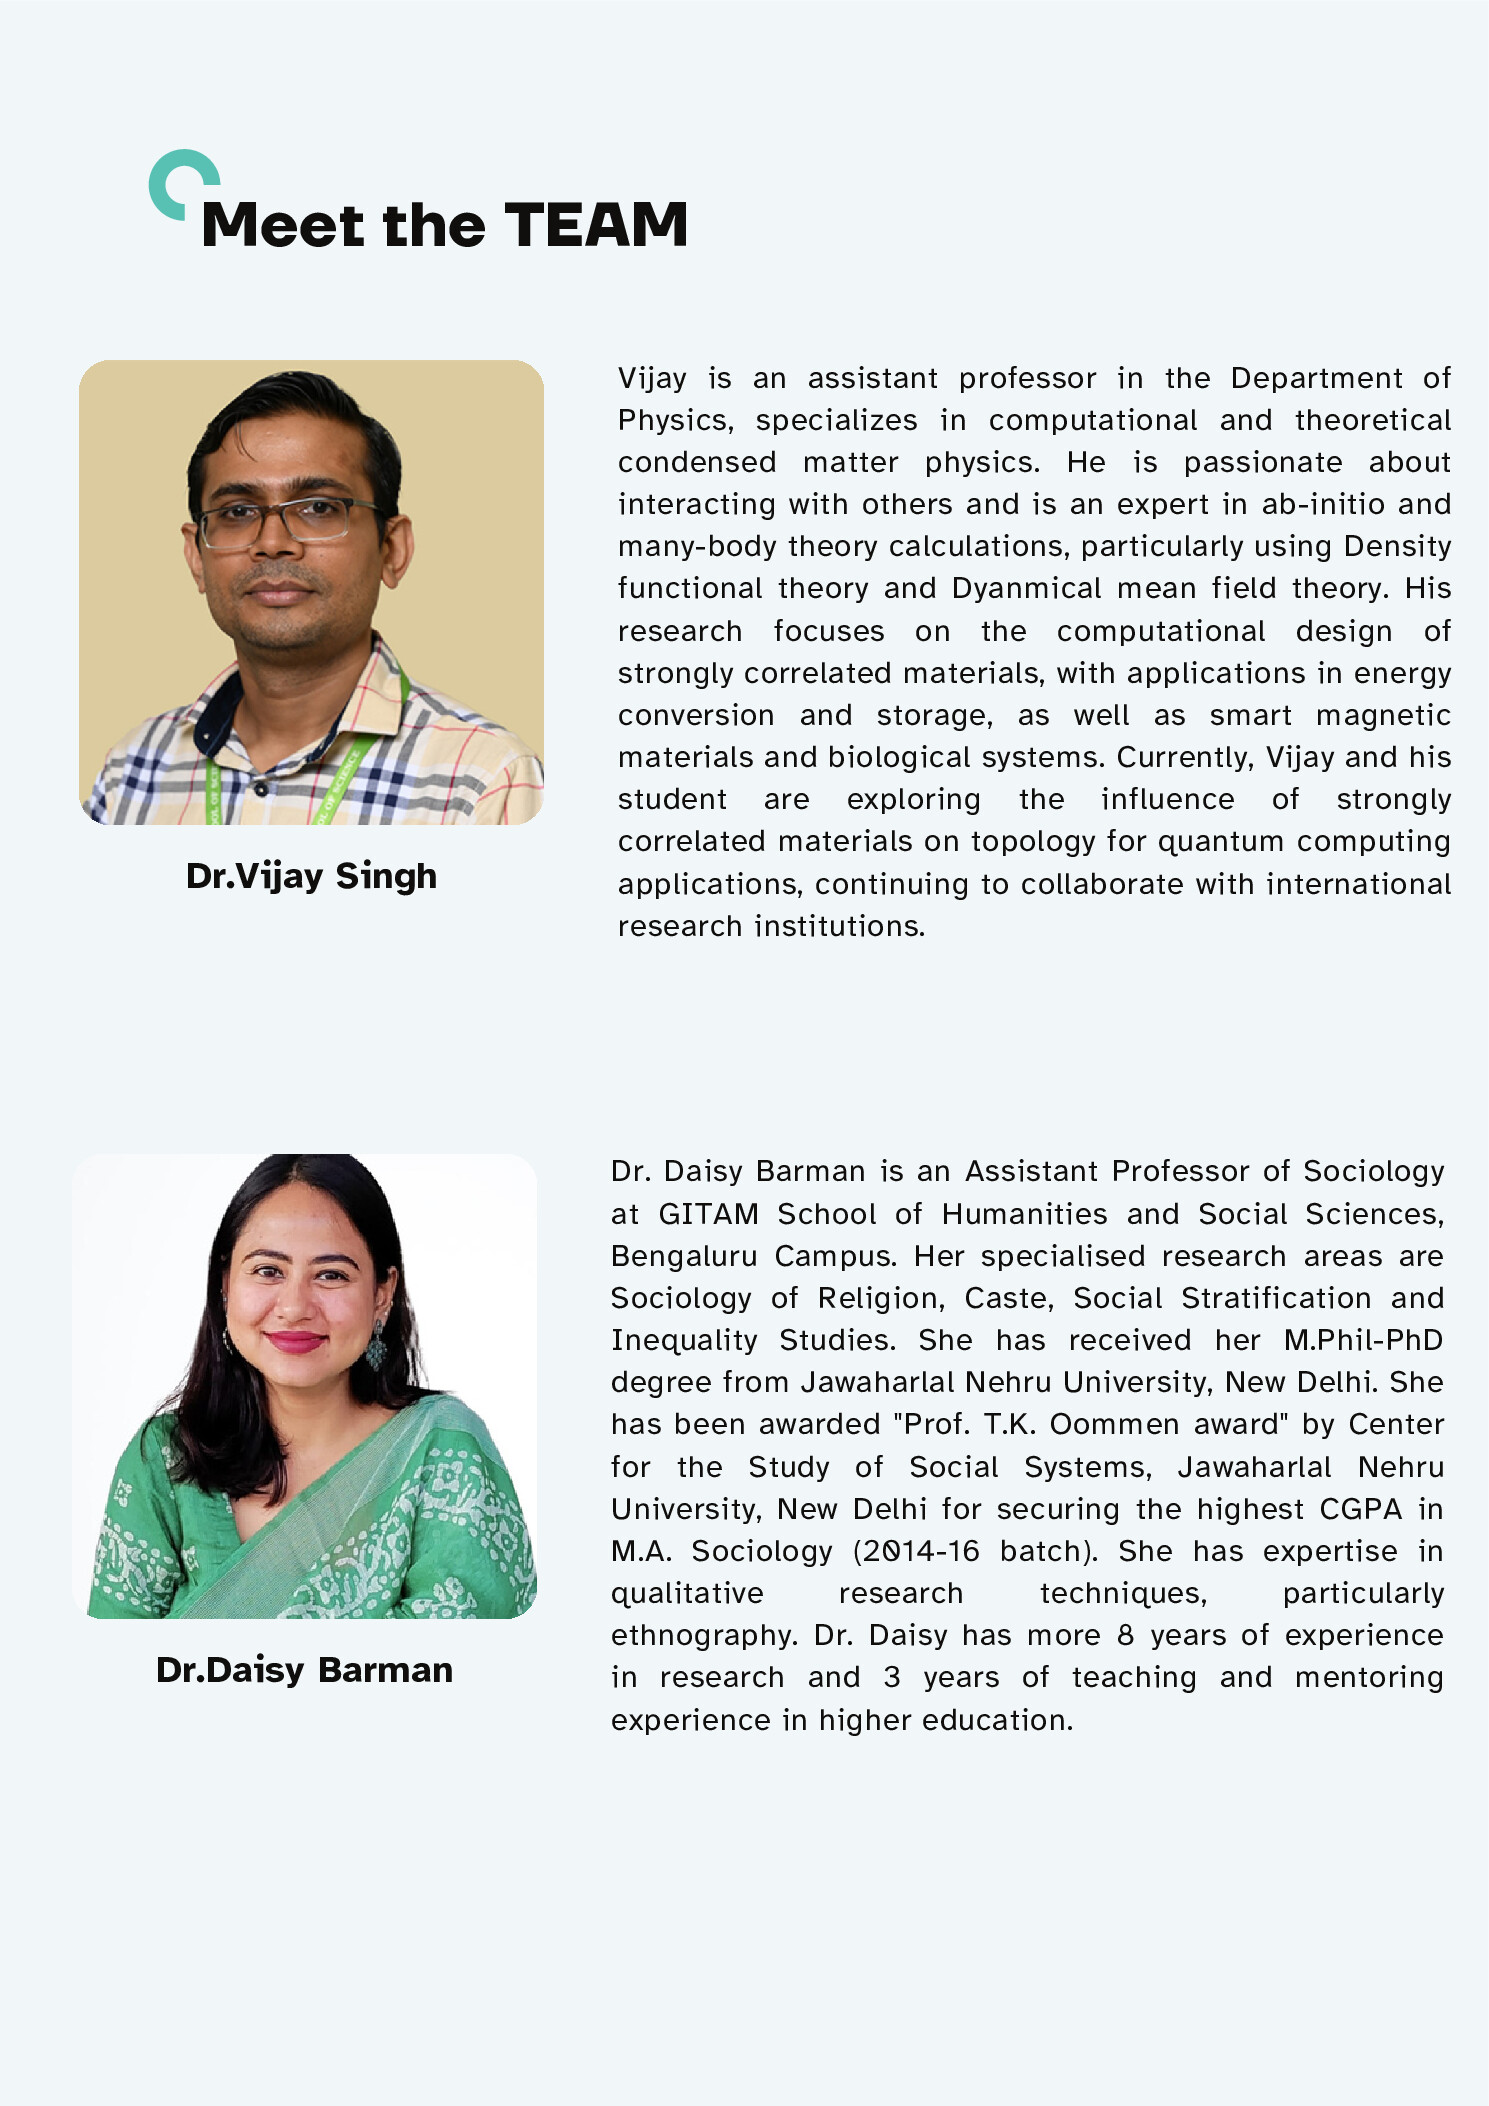 Meet the TEAM
Vijay is an assistant professor in the Department of
Physics, specializes in computational and theoretical
condensed matter physics. He is passionate about
interacting with others and is an expert in ab-initio and
many-body theory calculations, particularly using Density
functional theory and Dyanmical mean field theory. His
research focuses on the computational design of
strongly correlated materials, with applications in energy
conversion and storage, as well as smart magnetic
materials and biological systems. Currently, Vijay and his
student are exploring the influence of strongly
correlated materials on topology for quantum computing
applications, continuing to collaborate with international
research institutions.
OF SCIENCE
Dr.Vijay Singh
Dr. Daisy Barman is an Assistant Professor of Sociology
at GITAM School of Humanities and Social Sciences,
Bengaluru Campus. Her specialised research areas are
Sociology of Religion, Caste, Social Stratification and
Inequality Studies. She has received her M.Phil-PhD
degree from Jawaharlal Nehru University, New Delhi. She
has been awarded "Prof. T.K. Oommen award" by Center
for the Study of Social Systems, Jawaharlal Nehru
University, New Delhi for securing the highest CGPA in
M.A. Sociology (2014-16 batch). She has expertise in
qualitative research techniques, particularly
ethnography. Dr. Daisy has more 8 years of experience
in research and 3 years of teaching and mentoring
experience in higher education.
Dr.Daisy Barman